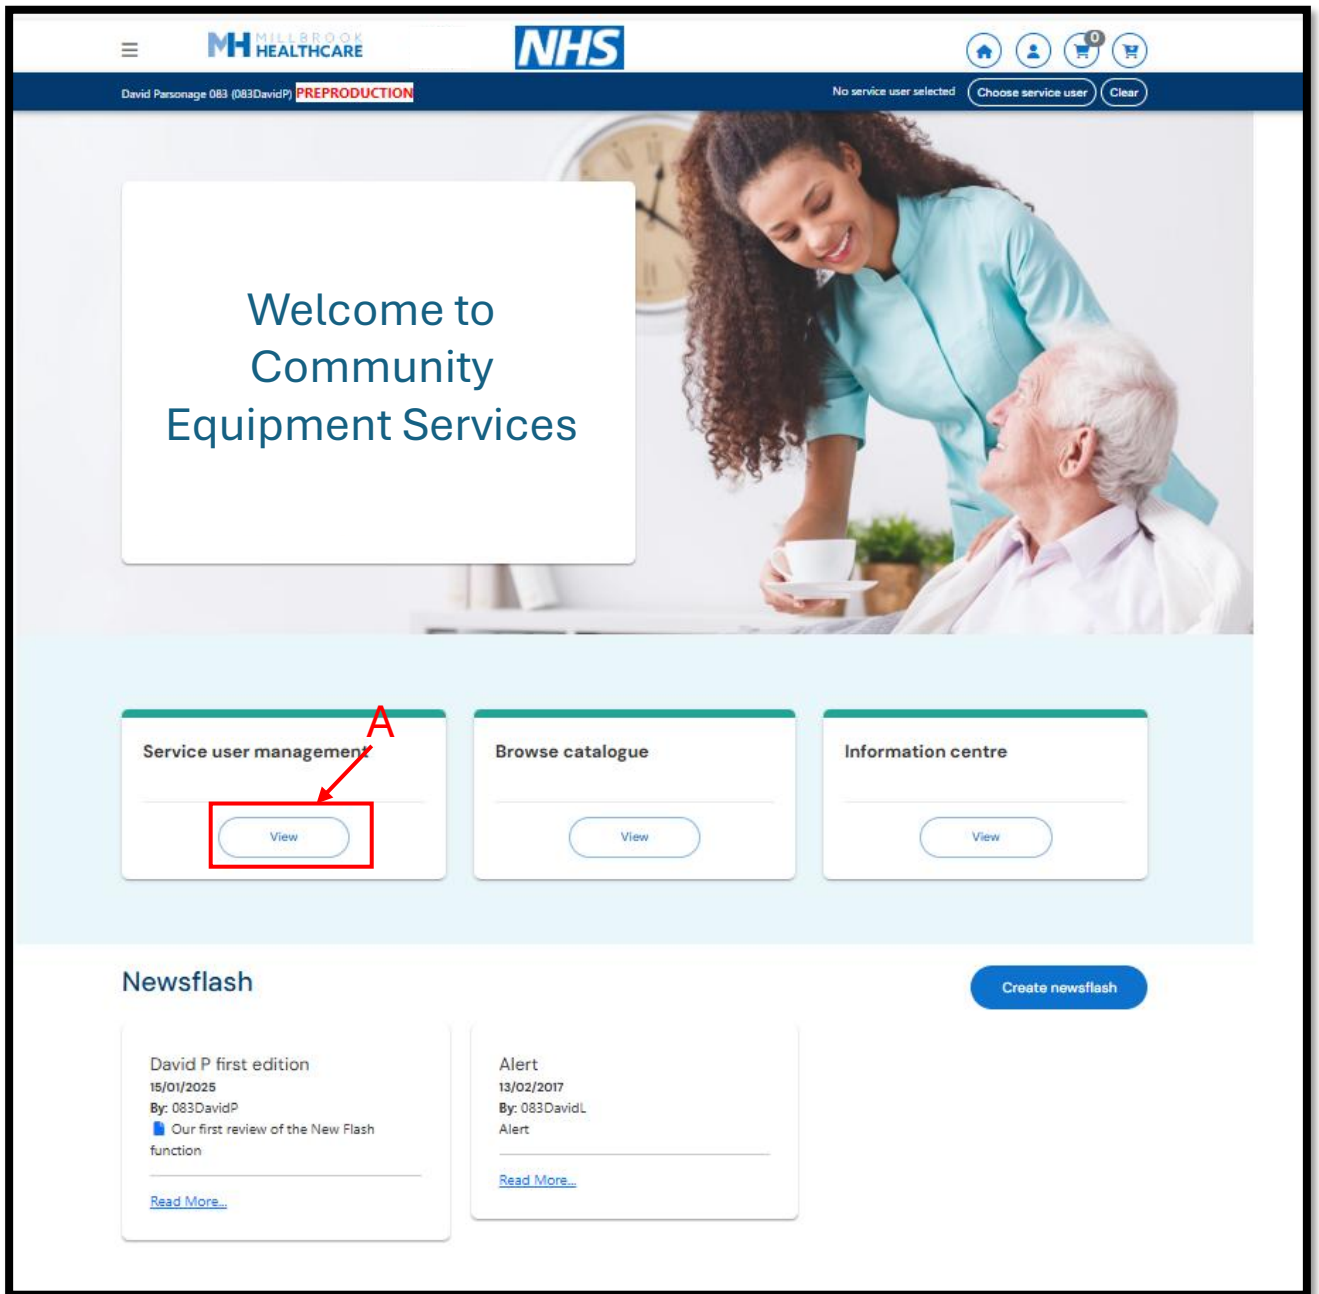 MH MILLBROOK
HEALTHCARE
NHS
0
David Parsonage 083 (083DavidP) PREPRODUCTION
No service user selected Choose service user Clear
Welcome to
Community
Equipment Services
A
Service user management
View
Browse catalogue
View
Information centre
View
Newsflash
Create newsflash
David P first edition
15/01/2025
By: 083DavidP
Our first review of the New Flash
function
Read More...
Alert
13/02/2017
By: 083DavidL
Alert
Read More...